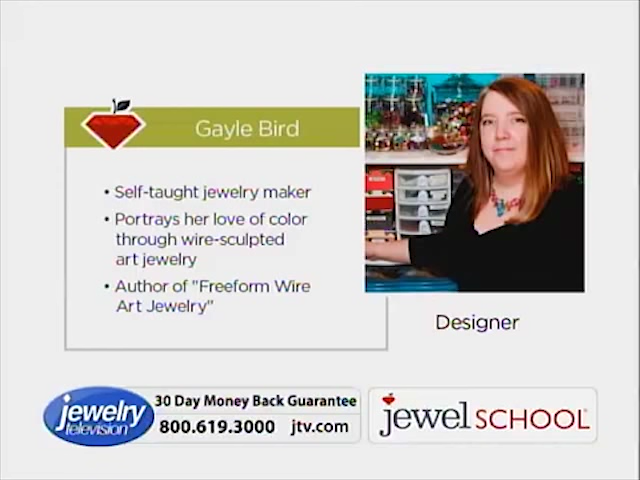 Gayle Bird
• Self-taught jewelry maker
• Portrays her love of color
through wire-sculpted
art jewelry
• Author of "Freeform Wire
Art Jewelry"
Designer
jewelry
television
30 Day Money Back Guarantee
800.619.3000 jtv.com
jewel SCHOOL